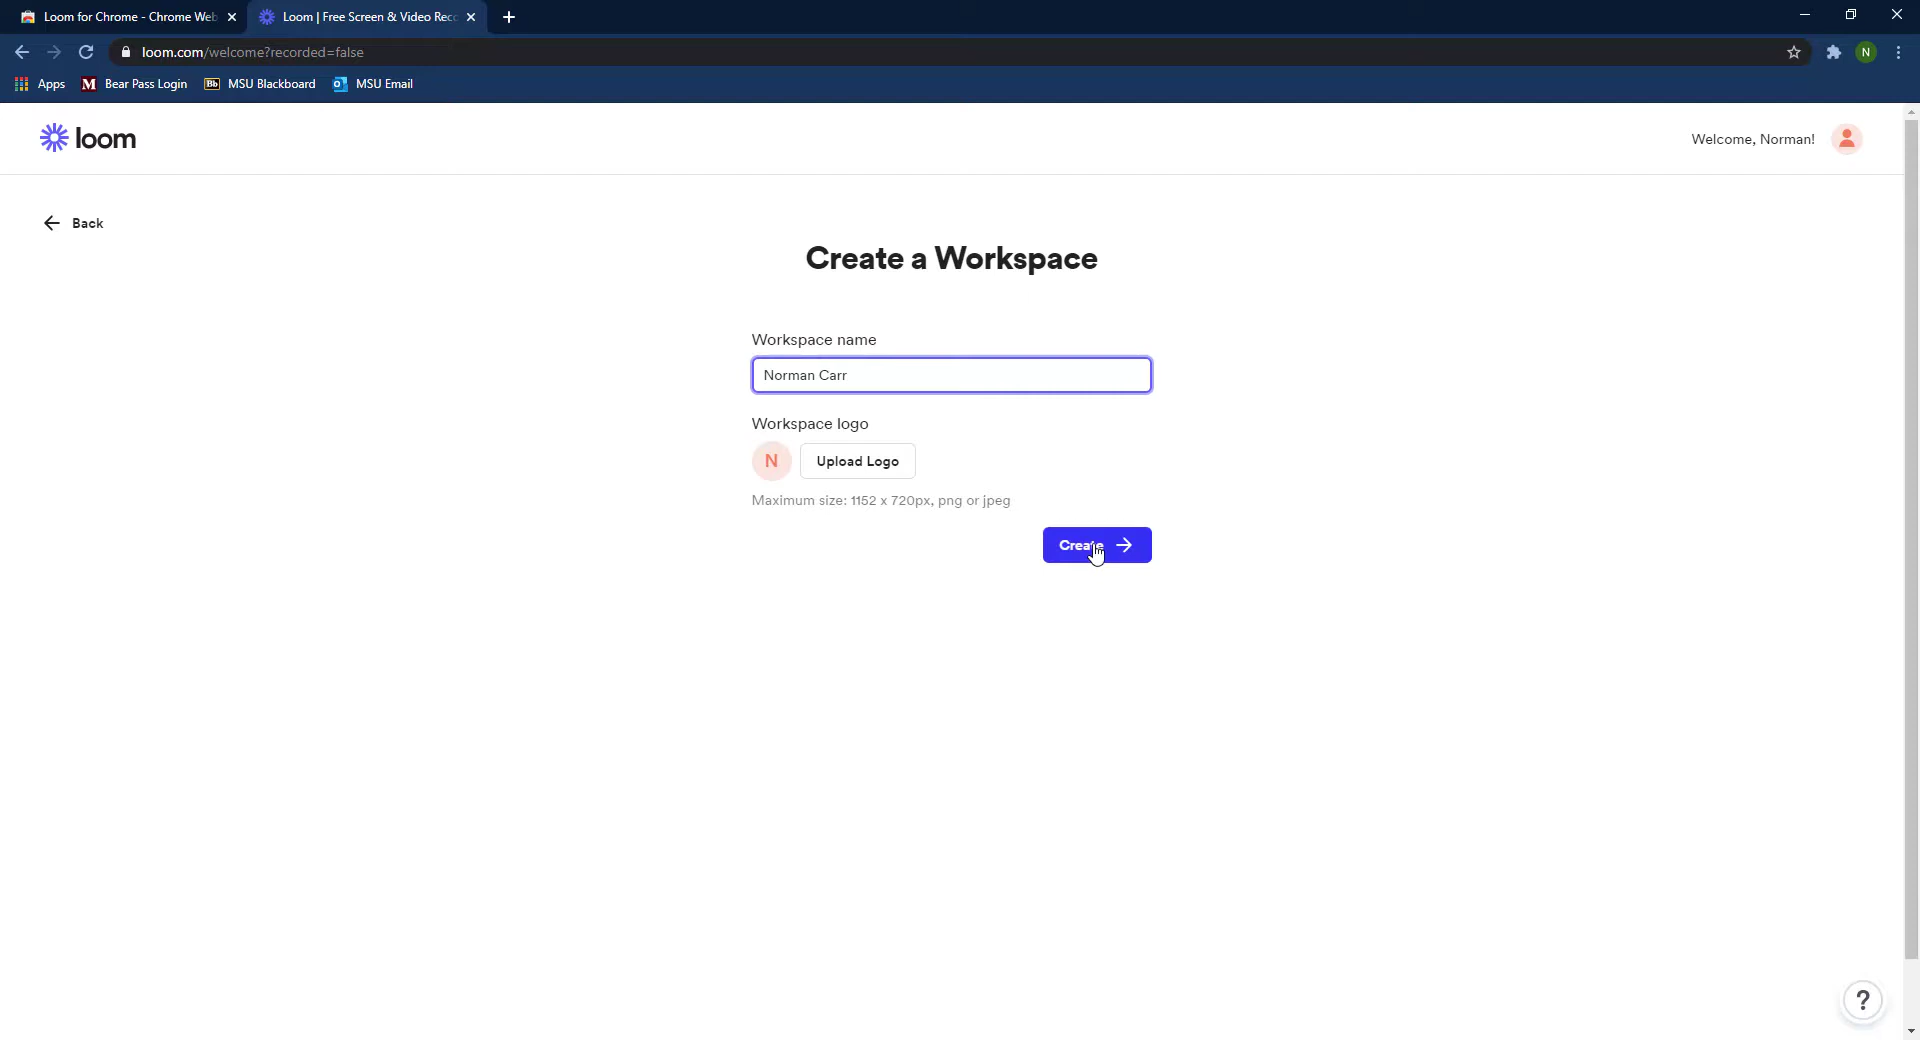 Loom for Chrome - Chrome Web
Loom | Free Screen & Video Rec
loom.com/welcome?recorded=false
N
Apps
M Bear Pass Login
Bb MSU Blackboard
MSU Email
loom
Welcome, Norman!
Back
Create a Workspace
Workspace name
Norman Carr
Workspace logo
N
Upload Logo
Maximum size: 1152 x 720px, png or jpeg
Create
?